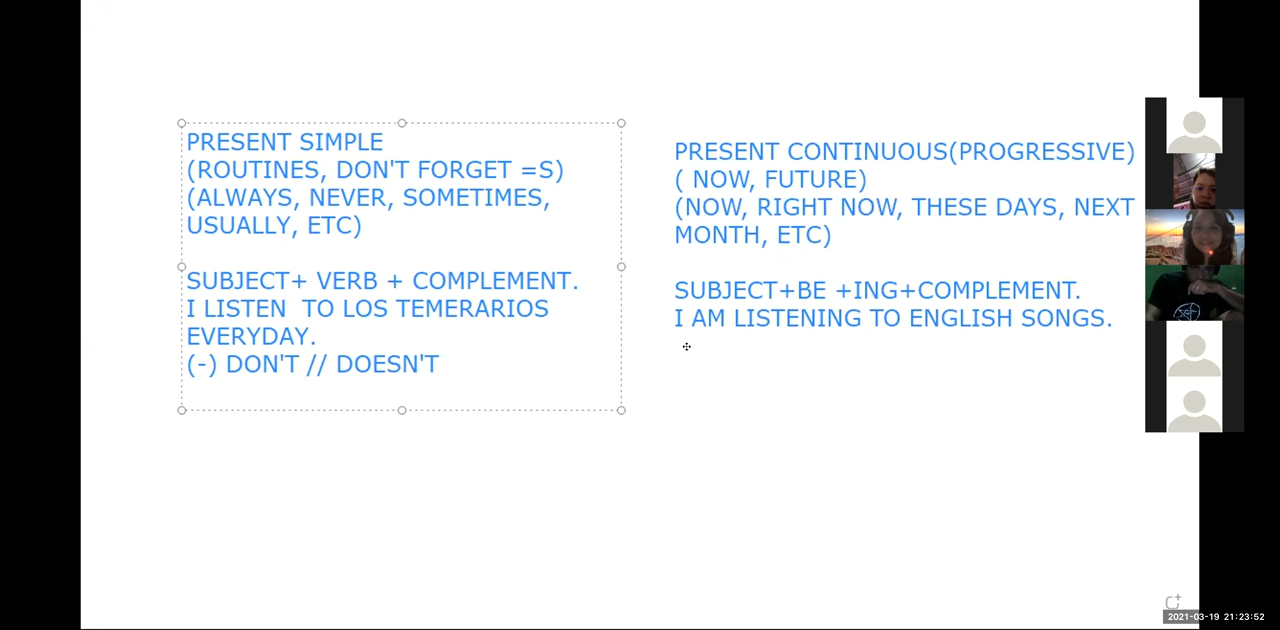 PRESENT SIMPLE
(ROUTINES, DON'T FORGET =S)
(ALWAYS, NEVER, SOMETIMES,
USUALLY, ETC)
SUBJECT+ VERB + COMPLEMENT.
I LISTEN  TO LOS TEMERARIOS
EVERYDAY.
(-) DON'T // DOESN'T
PRESENT CONTINUOUS(PROGRESSIVE)
( NOW, FUTURE)
(NOW, RIGHT NOW, THESE DAYS, NEXT
MONTH, ETC)
SUBJECT+BE +ING+COMPLEMENT.
I AM LISTENING TO ENGLISH SONGS.
2021-03-19 21:23:52